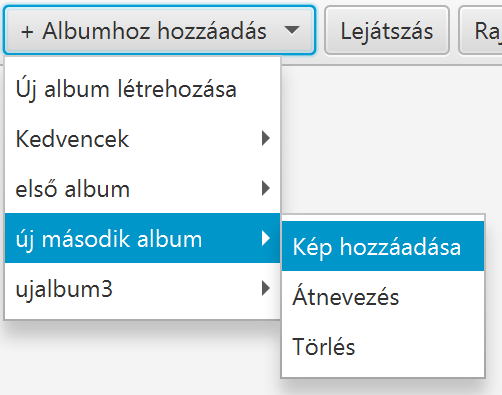 + Albumhoz hozzáadás
Lejátszás
Új album létrehozása
Kedvencek
első album
új második album
ujalbum3
Kép hozzáadása
Átnevezés
Törlés